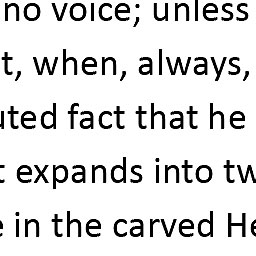 no voice; unless
t, when, always,
uted fact that he
t expands into tw
e in the carved He